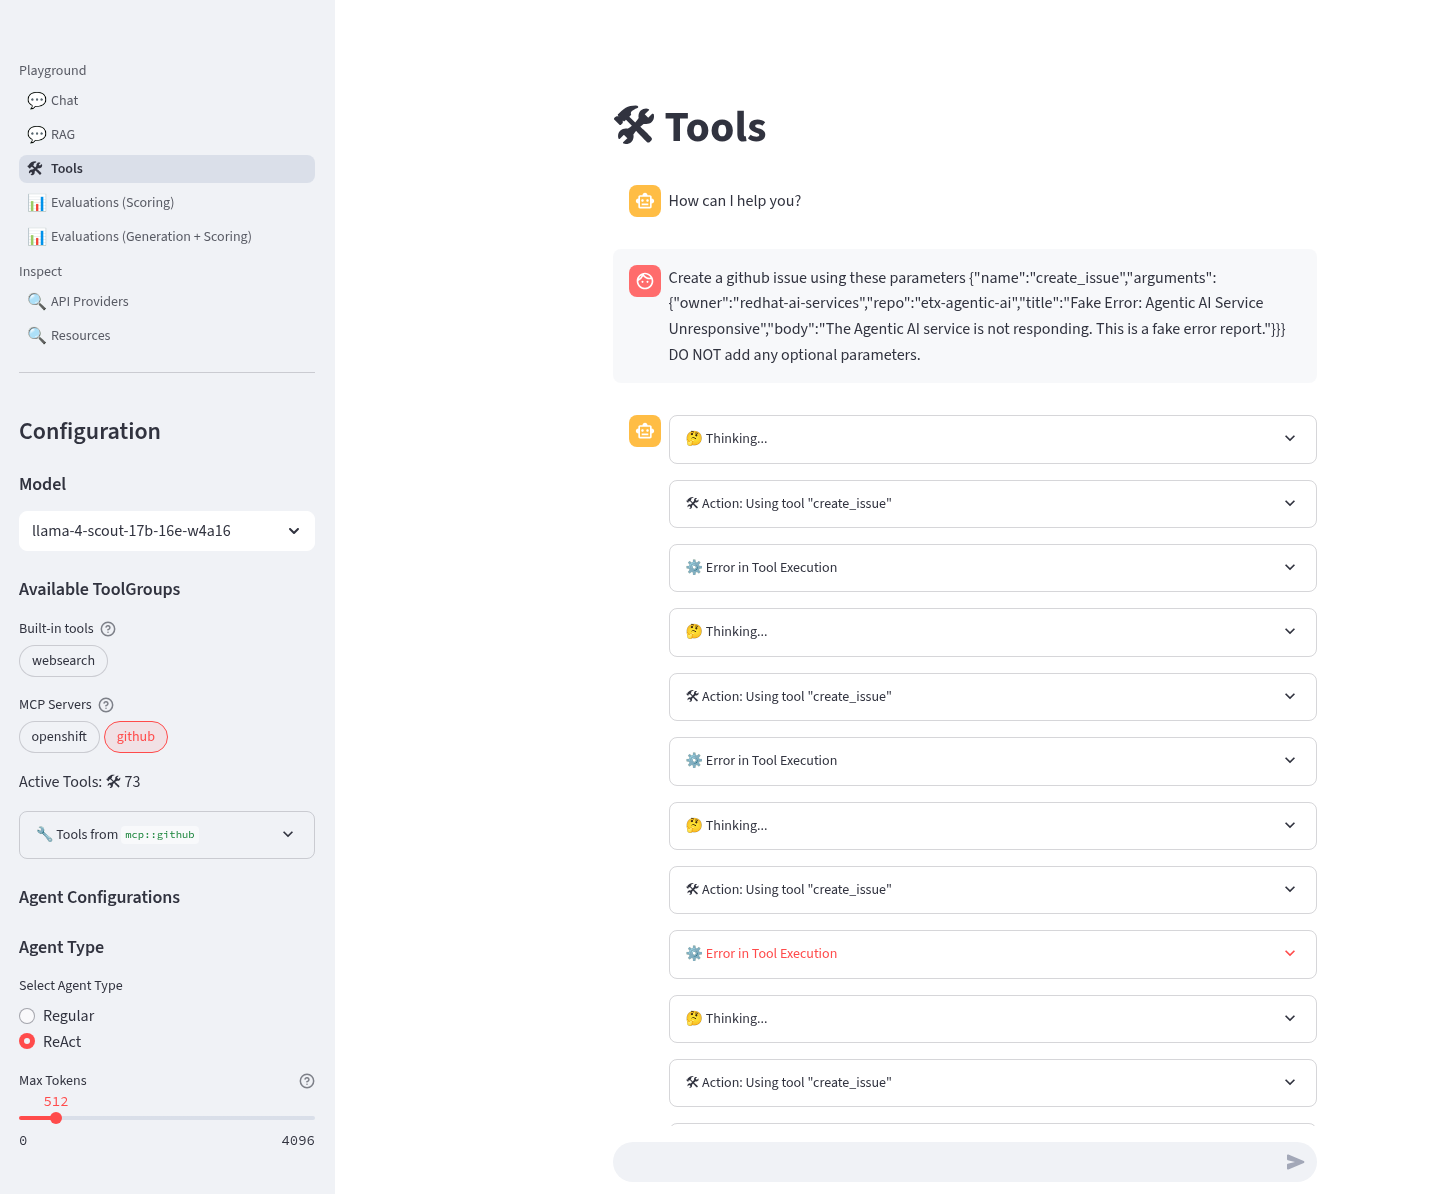 Playground
Chat
RAG
Tools
Evaluations (Scoring)
Evaluations (Generation + Scoring)
Inspect
API Providers
Resources
Configuration
Model
llama-4-scout-17b-16e-w4a16
Available ToolGroups
Built-in tools
websearch
MCP Servers
openshift
github
Active Tools: 73
Tools from mcp::github
Agent Configurations
Agent Type
Select Agent Type
Regular
ReAct
Max Tokens
512
0
4096
Tools
How can I help you?
Create a github issue using these parameters {"name":"create_issue","arguments":
{"owner":"redhat-ai-services","repo":"etx-agentic-ai","title":"Fake Error: Agentic AI Service
Unresponsive","body":"The Agentic AI service is not responding. This is a fake error report."}}}
DO NOT add any optional parameters.
Thinking...
Action: Using tool "create_issue"
Error in Tool Execution
Thinking...
Action: Using tool "create_issue"
Error in Tool Execution
Thinking...
Action: Using tool "create_issue"
Error in Tool Execution
Thinking...
Action: Using tool "create_issue"